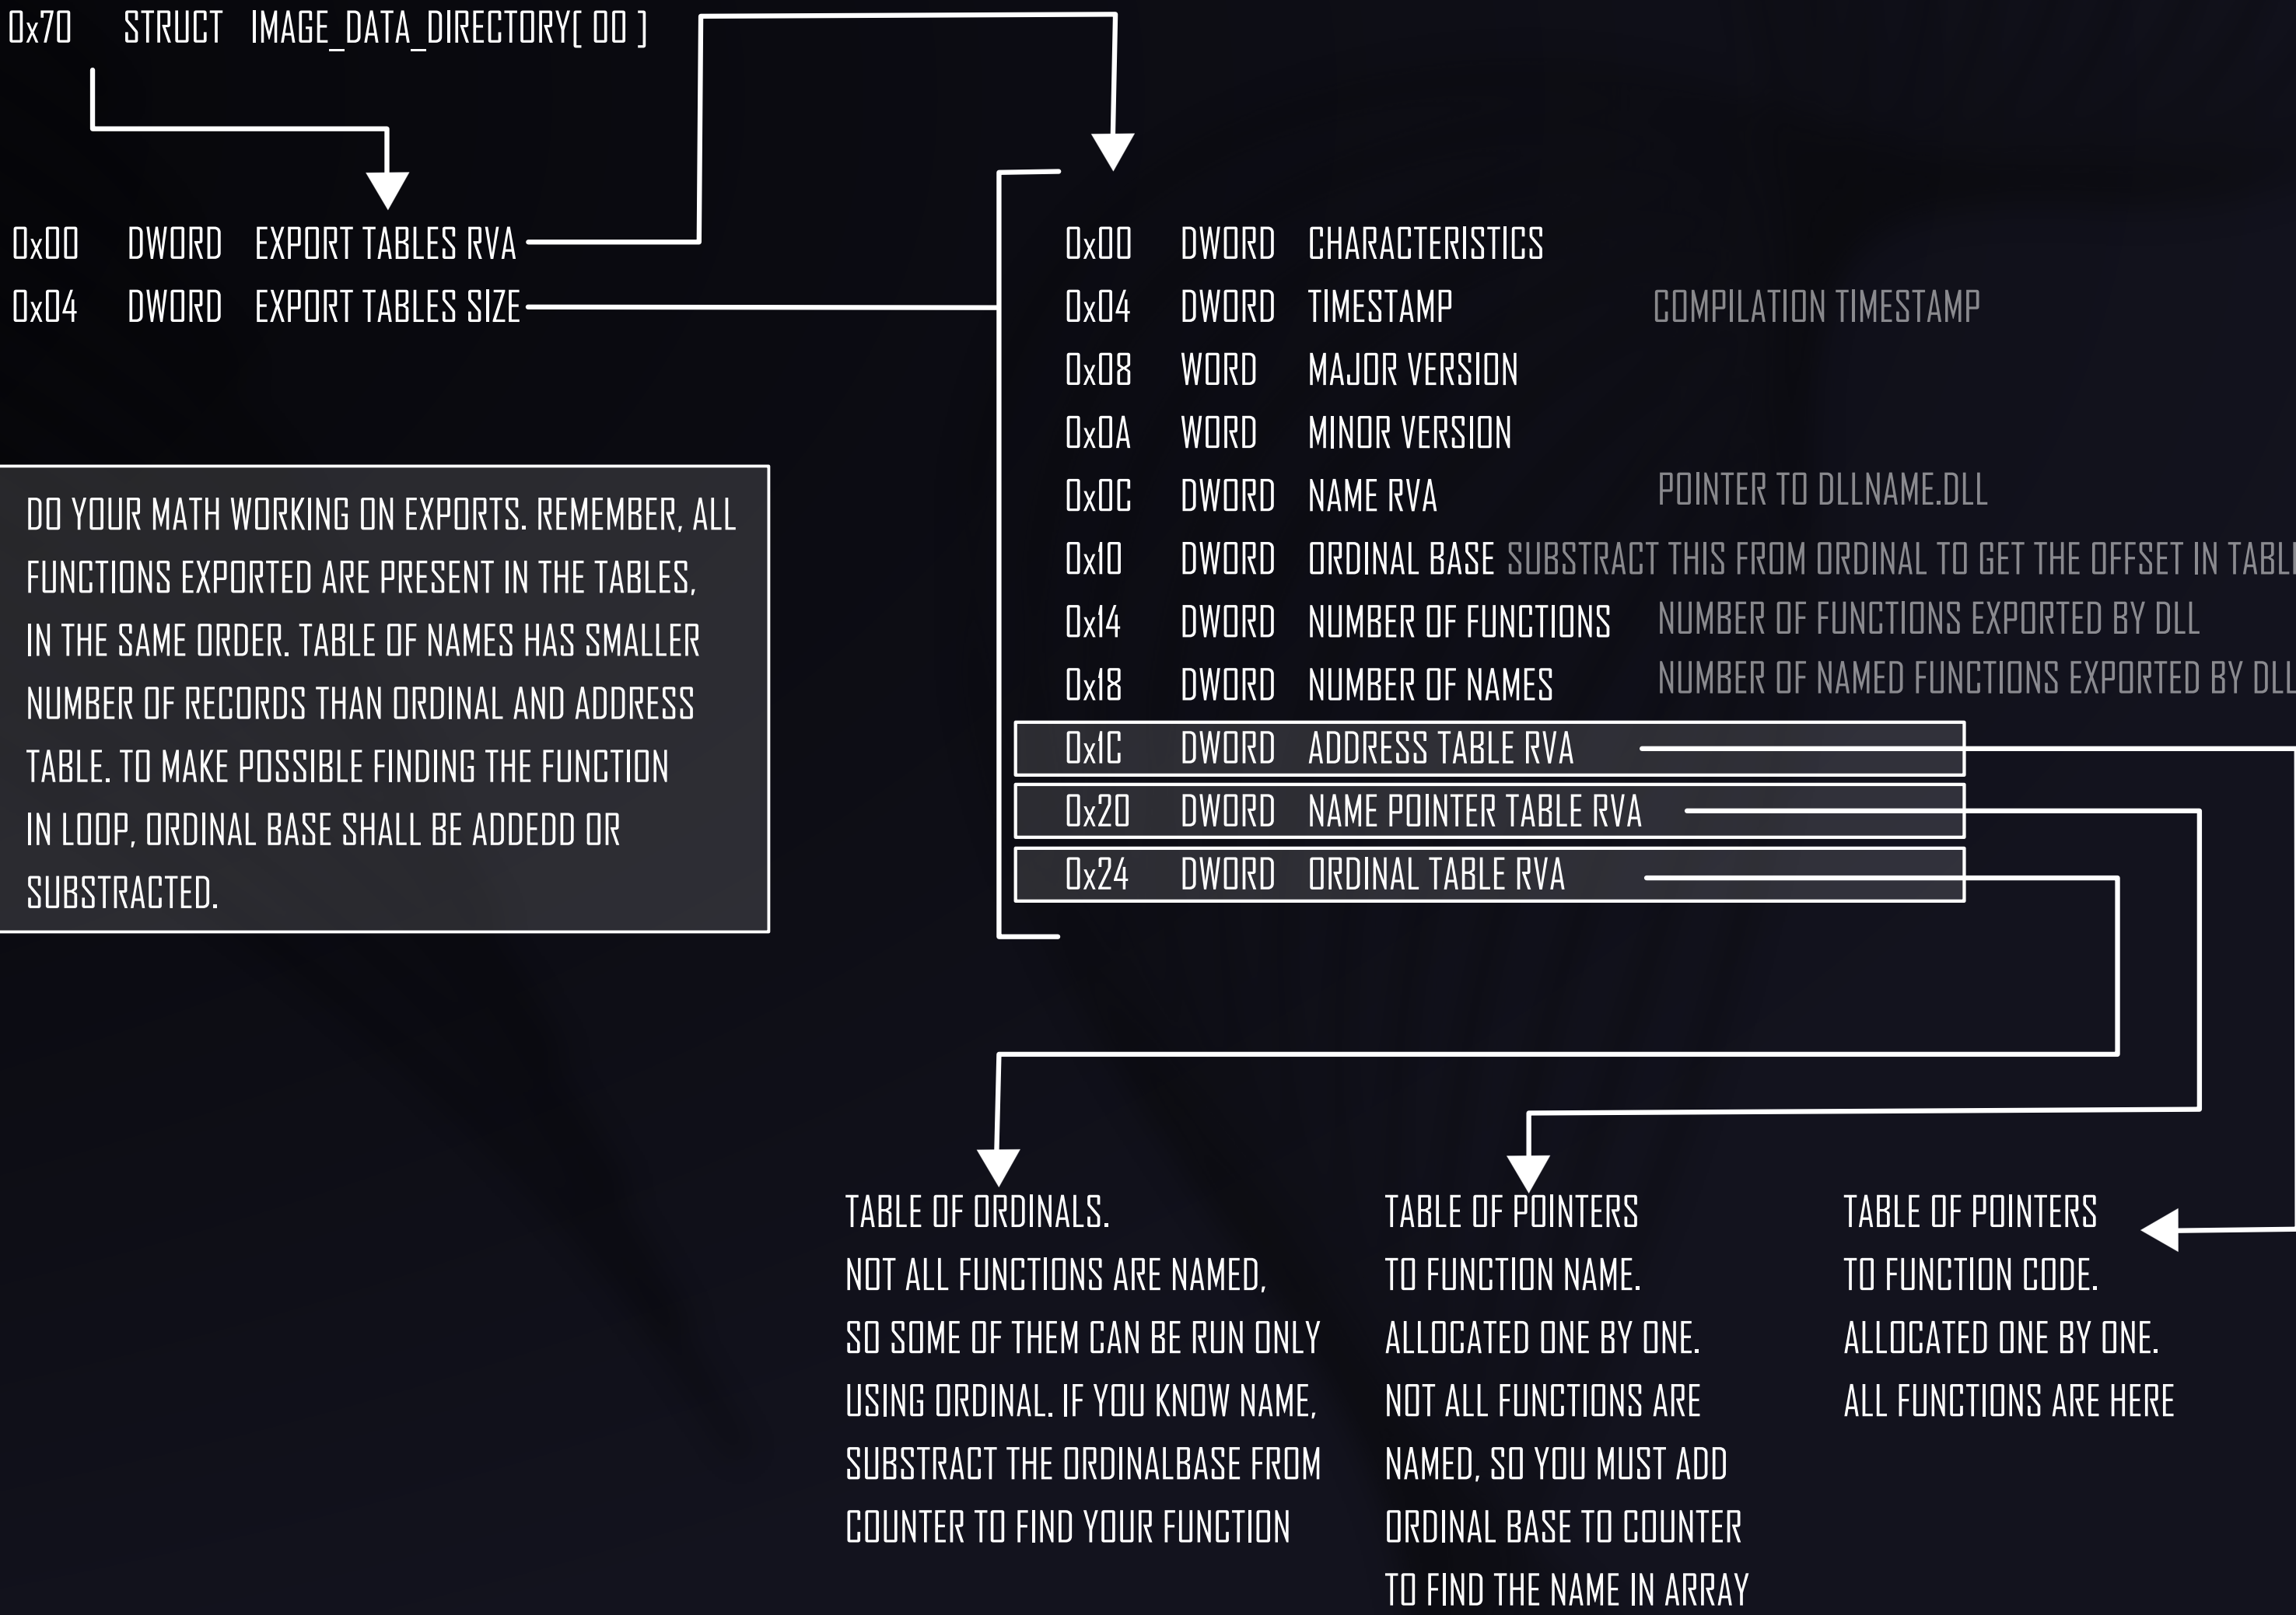 0x70 STRUCT IMAGE_DATA_DIRECTORY[ 00 ]
0x00 DWORD EXPORT TABLES RVA
0x04 DWORD EXPORT TABLES SIZE
DO YOUR MATH WORKING ON EXPORTS. REMEMBER, ALL
FUNCTIONS EXPORTED ARE PRESENT IN THE TABLES,
IN THE SAME ORDER. TABLE OF NAMES HAS SMALLER
NUMBER OF RECORDS THAN ORDINAL AND ADDRESS
TABLE. TO MAKE POSSIBLE FINDING THE FUNCTION
IN LOOP, ORDINAL BASE SHALL BE ADDEDD OR
SUBSTRACTED.
0x00 DWORD CHARACTERISTICS
0x04 DWORD TIMESTAMP COMPILATION TIMESTAMP
0x08 WORD MAJOR VERSION
0x0A WORD MINOR VERSION
0x0C DWORD NAME RVA POINTER TO DLLNAME.DLL
0x10 DWORD ORDINAL BASE SUBSTRACT THIS FROM ORDINAL TO GET THE OFFSET IN TABL
0x14 DWORD NUMBER OF FUNCTIONS NUMBER OF FUNCTIONS EXPORTED BY DLL
0x18 DWORD NUMBER OF NAMES NUMBER OF NAMED FUNCTIONS EXPORTED BY DLL
0x1C DWORD ADDRESS TABLE RVA
0x20 DWORD NAME POINTER TABLE RVA
0x24 DWORD ORDINAL TABLE RVA
TABLE OF ORDINALS.
NOT ALL FUNCTIONS ARE NAMED,
SO SOME OF THEM CAN BE RUN ONLY
USING ORDINAL. IF YOU KNOW NAME,
SUBSTRACT THE ORDINALBASE FROM
COUNTER TO FIND YOUR FUNCTION
TABLE OF POINTERS
TO FUNCTION NAME.
ALLOCATED ONE BY ONE.
NOT ALL FUNCTIONS ARE
NAMED, SO YOU MUST ADD
ORDINAL BASE TO COUNTER
TO FIND THE NAME IN ARRAY
TABLE OF POINTERS
TO FUNCTION CODE.
ALLOCATED ONE BY ONE.
ALL FUNCTIONS ARE HERE